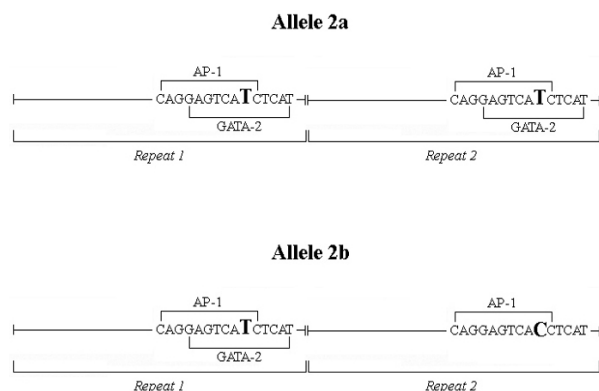 Allele 2a
AP-1 AP-1
CAGGAGTCATCTCAT CAGGAGTCATCTCAT
GATA-2 GATA-2
Repeat 1 Repeat 2
Allele 2b
AP-1 AP-1
CAGGAGTCATCTCAT CAGGAGTCACCTCAT
GATA-2
Repeat 1 Repeat 2